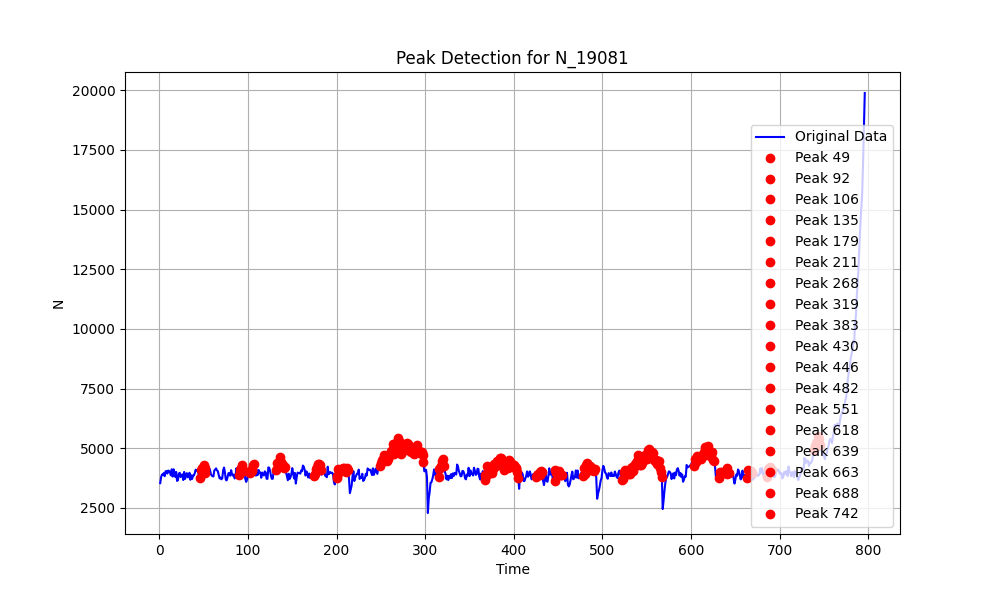 Peak Detection for N_19081
20000
17500
15000
12500
10000
7500
5000
2500
N
0 100 200 300 400 500 600 700 800
Time
Original Data
Peak 49
Peak 92
Peak 106
Peak 135
Peak 179
Peak 211
Peak 268
Peak 319
Peak 383
Peak 430
Peak 446
Peak 482
Peak 551
Peak 618
Peak 639
Peak 663
Peak 688
Peak 742